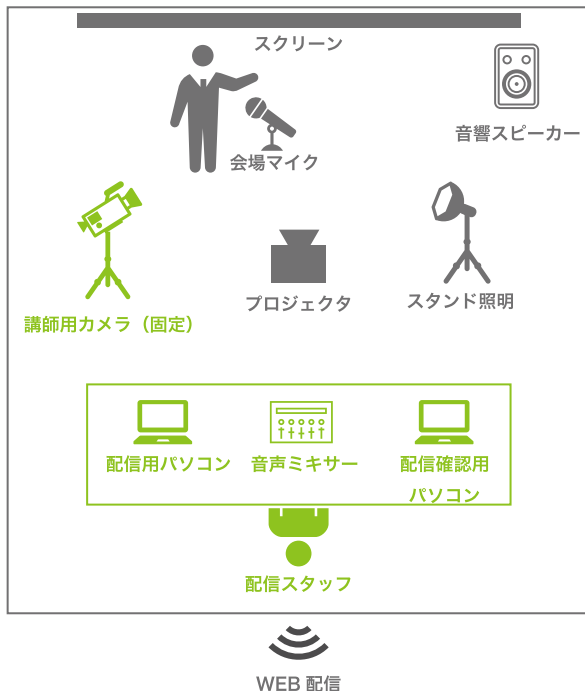 スクリーン
音響スピーカー
会場マイク
講師用カメラ（固定）
プロジェクタ
スタンド照明
配信用パソコン
音声ミキサー
配信確認用
パソコン
配信スタッフ
WEB 配信